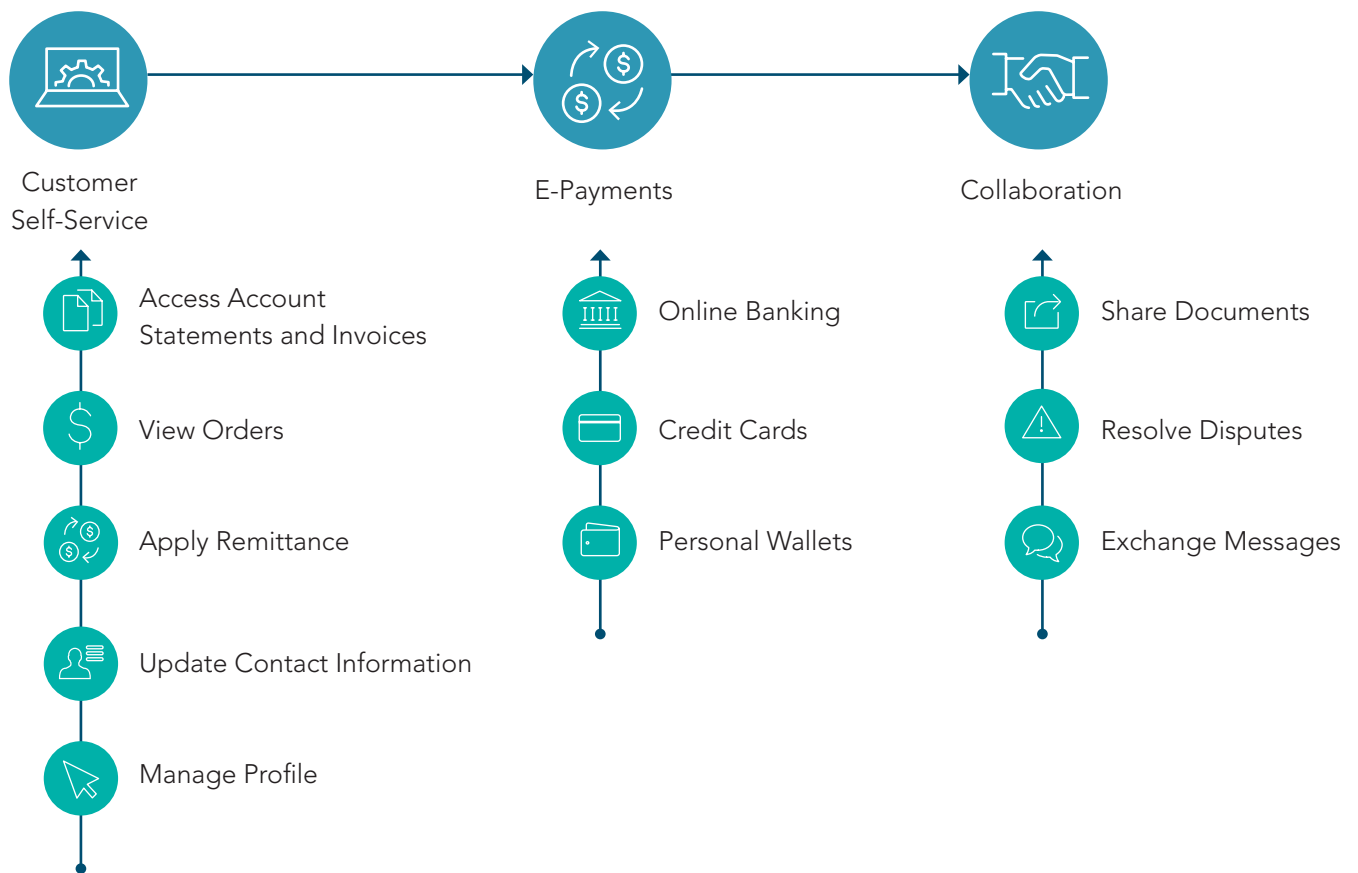 Customer
Self-Service
Access Account
Statements and Invoices
View Orders
Apply Remittance
Update Contact Information
Manage Profile
E-Payments
Online Banking
Credit Cards
Personal Wallets
Collaboration
Share Documents
Resolve Disputes
Exchange Messages